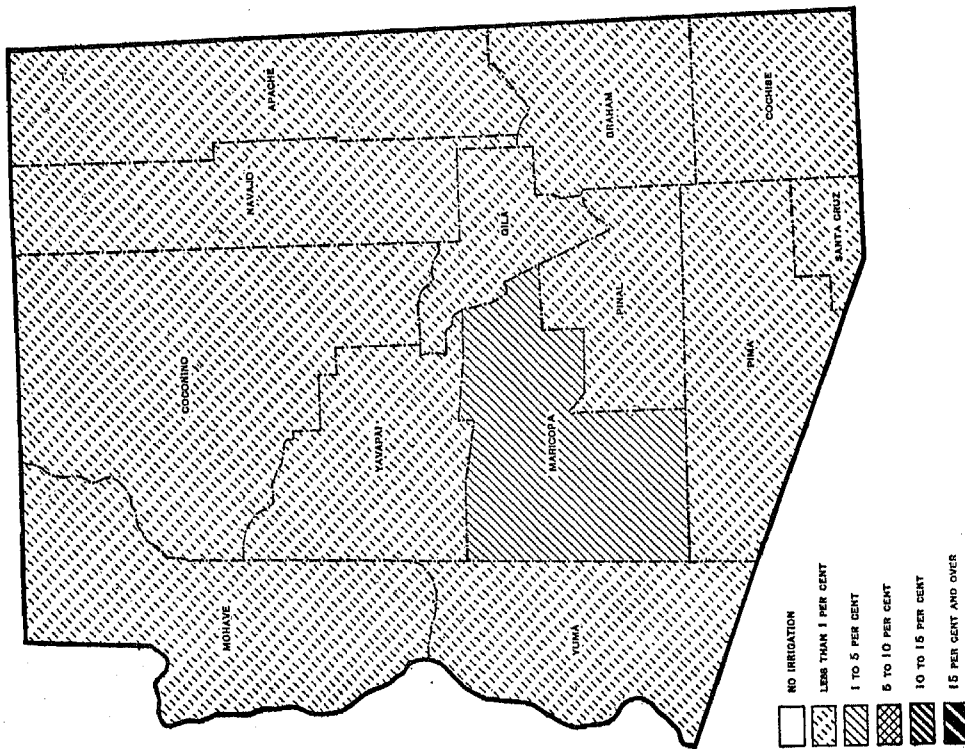 APACHE
NAVAJO
COCONINO
MOHAVE
YAVAPAI
GILA
GRAHAM
MARICOPA
PINAL
YUMA
PIMA
COCHISE
SANTA CRUZ
NO IRRIGATION
LESS THAN 1 PER CENT
1 TO 5 PER CENT
5 TO 10 PER CENT
10 TO 15 PER CENT
15 PER CENT AND OVER